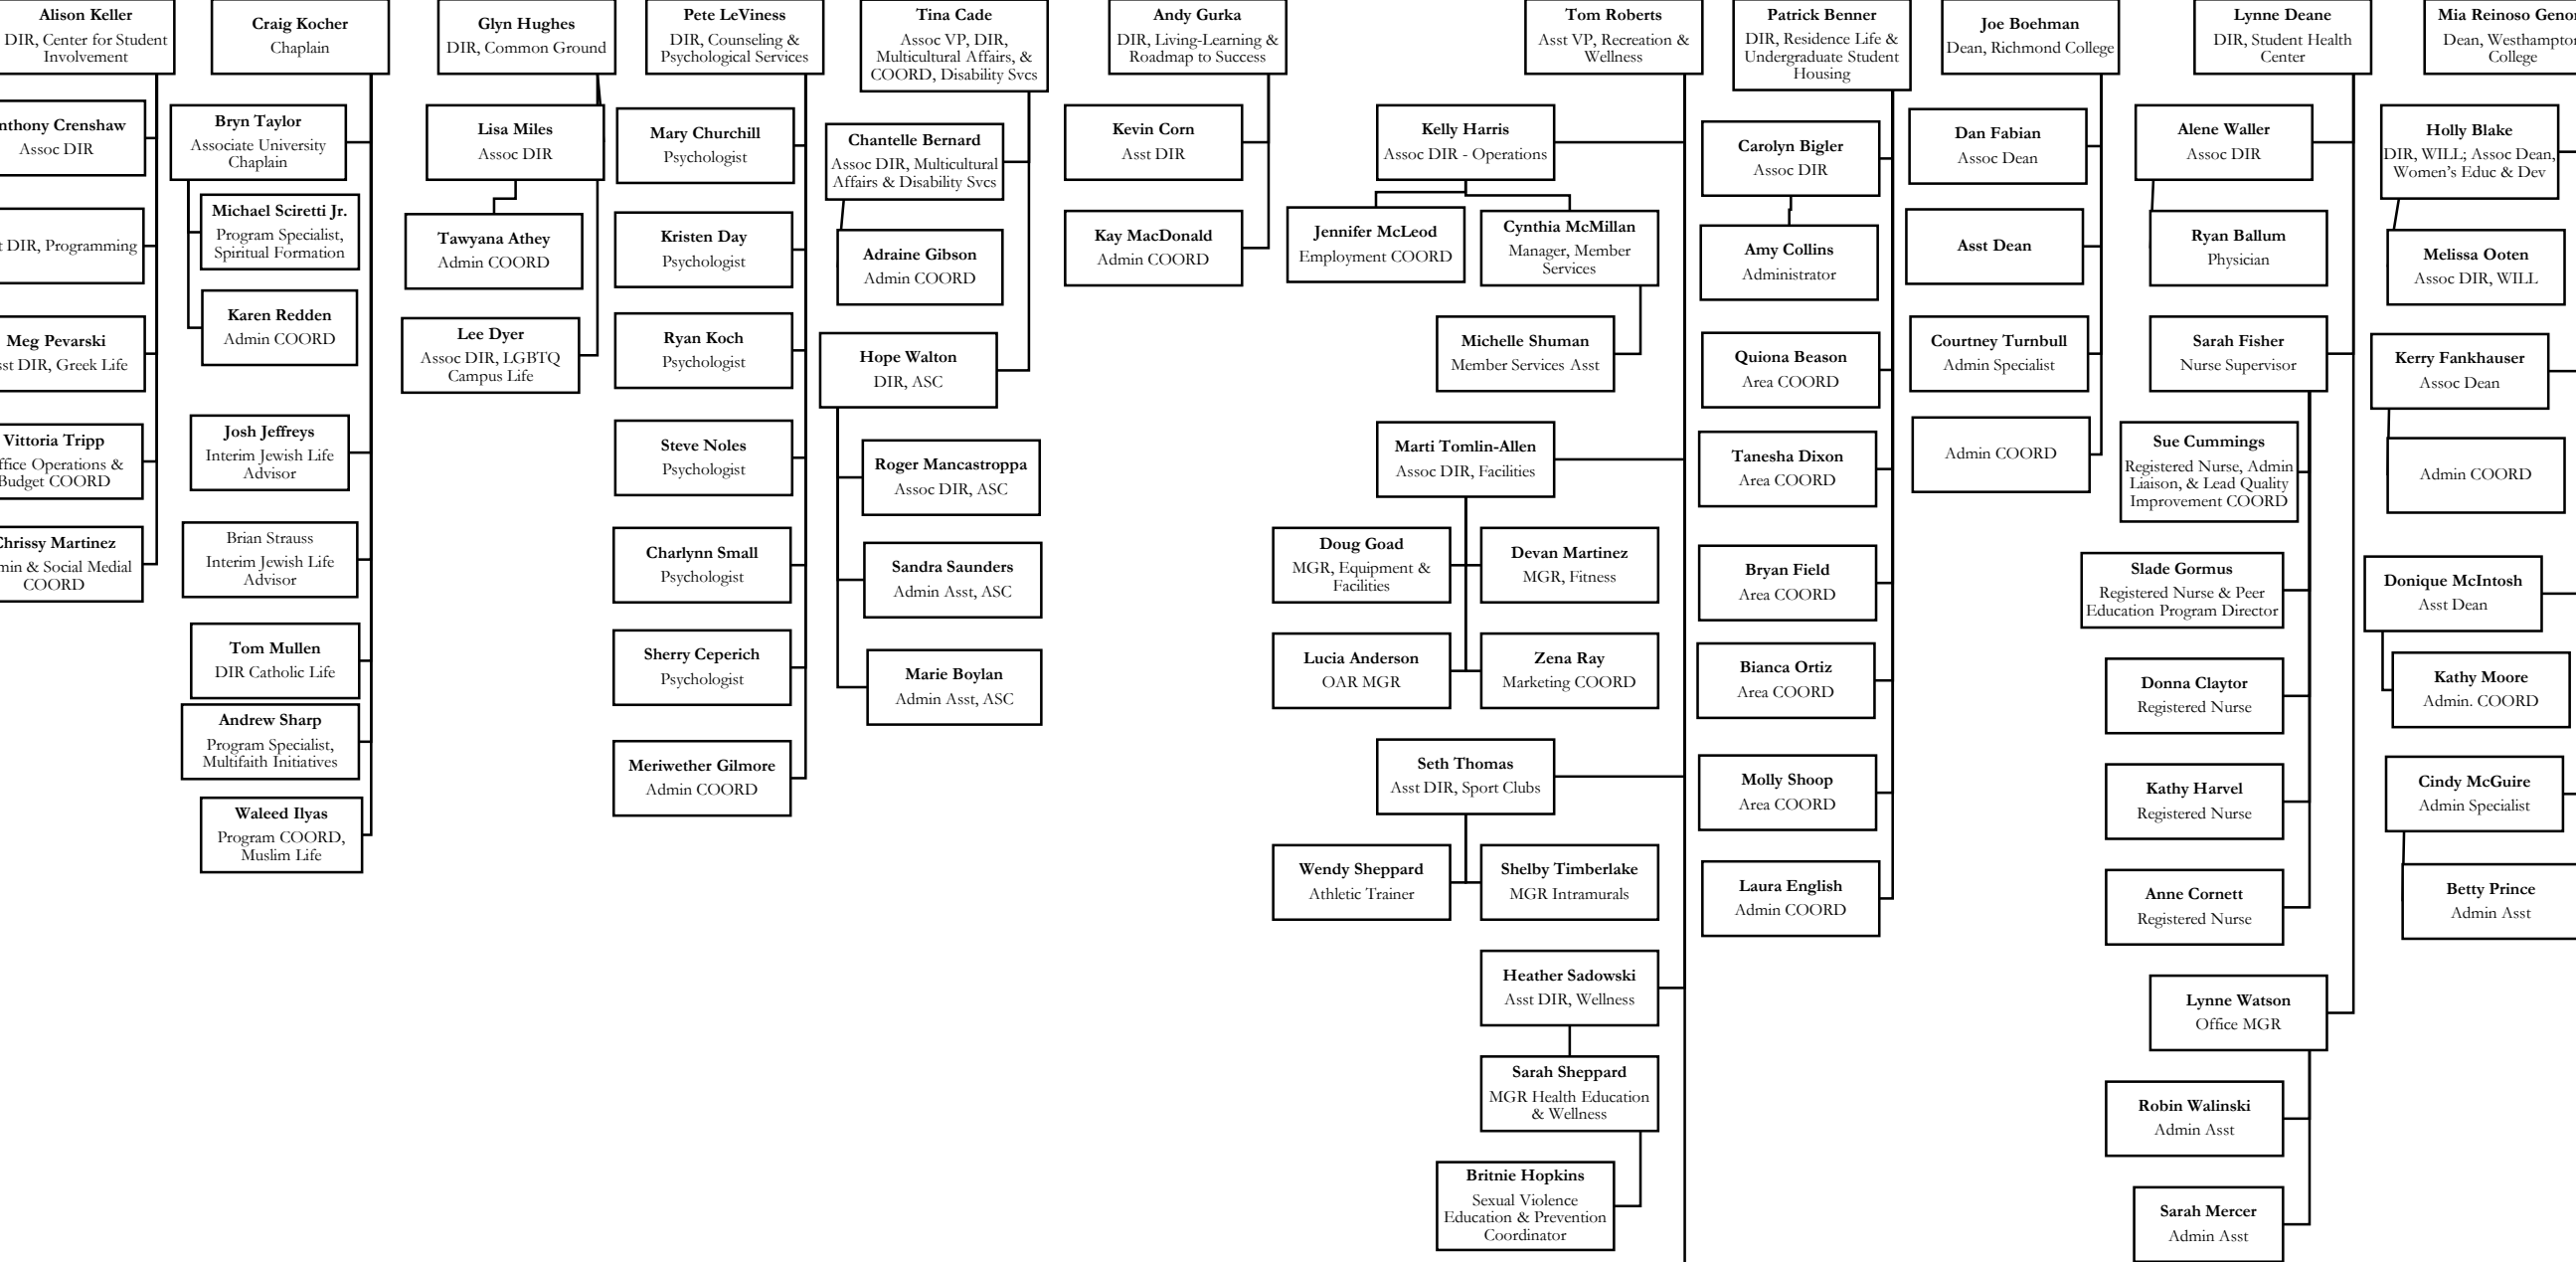 Alison Keller
DIR, Center for Student
Involvement
Anthony Crenshaw
Assoc DIR
DIR, Programming
Meg Pevarski
DIR, Greek Life
Vittoria Tripp
Office Operations &
Budget COORD
Chrissy Martinez
& Social Medial
COORD
Craig Kocher
Chaplain
Bryn Taylor
Associate University
Chaplain
Michael Sciretti Jr.
Program Specialist,
Spiritual Formation
Karen Redden
Admin COORD
Josh Jeffreys
Interim Jewish Life
Advisor
Brian Strauss
Interim Jewish Life
Advisor
Tom Mullen
DIR Catholic Life
Andrew Sharp
Program Specialist,
Multifaith Initiatives
Waleed Ilyas
Program COORD,
Muslim Life
Glyn Hughes
DIR, Common Ground
Lisa Miles
Assoc DIR
Tawyana Athey
Admin COORD
Lee Dyer
Assoc DIR, LGBTQ
Campus Life
Pete LeViness
DIR, Counseling &
Psychological Services
Mary Churchill
Psychologist
Kristen Day
Psychologist
Ryan Koch
Psychologist
Steve Noles
Psychologist
Charlynn Small
Psychologist
Sherry Ceperich
Psychologist
Meriwether Gilmore
Admin COORD
Tina Cade
Assoc VP, DIR,
Multicultural Affairs, &
COORD, Disability Svcs
Chantelle Bernard
Assoc DIR, Multicultural
Affairs & Disability Svcs
Adraine Gibson
Admin COORD
Hope Walton
DIR, ASC
Roger Mancastroppa
Assoc DIR, ASC
Sandra Saunders
Admin Asst, ASC
Marie Boylan
Admin Asst, ASC
Andy Gurka
DIR, Living-Learning &
Roadmap to Success
Kevin Corn
Asst DIR
Kay MacDonald
Admin COORD
Tom Roberts
Asst VP, Recreation &
Wellness
Kelly Harris
Assoc DIR - Operations
Jennifer McLeod
Employment COORD
Cynthia McMillan
Manager, Member
Services
Michelle Shuman
Member Services Asst
Marti Tomlin-Allen
Assoc DIR, Facilities
Doug Goad
MGR, Equipment &
Facilities
Devan Martinez
MGR, Fitness
Lucia Anderson
OAR MGR
Zena Ray
Marketing COORD
Seth Thomas
Asst DIR, Sport Clubs
Wendy Sheppard
Athletic Trainer
Shelby Timberlake
MGR Intramurals
Heather Sadowski
Asst DIR, Wellness
Sarah Sheppard
MGR Health Education
& Wellness
Britnie Hopkins
Sexual Violence
Education & Prevention
Coordinator
Patrick Benner
DIR, Residence Life &
Undergraduate Student
Housing
Carolyn Bigler
Assoc DIR
Amy Collins
Administrator
Quiona Beason
Area COORD
Tanesha Dixon
Area COORD
Bryan Field
Area COORD
Bianca Ortiz
Area COORD
Molly Shoop
Area COORD
Laura English
Admin COORD
Joe Boehman
Dean, Richmond College
Dan Fabian
Assoc Dean
Asst Dean
Courtney Turnbull
Admin Specialist
Admin COORD
Lynne Deane
DIR, Student Health
Center
Alene Waller
Assoc DIR
Ryan Ballum
Physician
Sarah Fisher
Nurse Supervisor
Sue Cummings
Registered Nurse, Admin
Liaison, & Lead Quality
Improvement COORD
Slade Gormus
Registered Nurse & Peer
Education Program Director
Donna Claytor
Registered Nurse
Kathy Harvel
Registered Nurse
Anne Cornett
Registered Nurse
Lynne Watson
Office MGR
Robin Walinski
Admin Asst
Sarah Mercer
Admin Asst
Mia Reinoso
Dean, Westhampton
College
Holly Blake
DIR, WILL; Assoc Dean,
Women's Educ & Dev
Melissa Ooten
Assoc DIR, WILL
Kerry Fankhauser
Assoc Dean
Admin COORD
Donique McIntosh
Asst Dean
Kathy Moore
Admin. COORD
Cindy McGuire
Admin Specialist
Betty Prince
Admin Asst